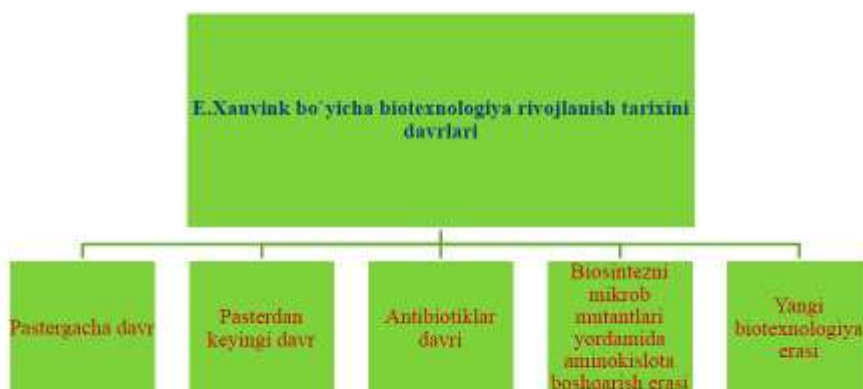 E.Xauvink bo`yicha biotexnologiya rivojlanish tarixini
davrlari
Pastergacha davr
Pasterdan
keyingi davr
Antibiotiklar
davri
Biosintezni
mikrob
mutantlari
yordamida
aminokislota
boshqarish erasi
Yangi
biotexnologiya
erasi